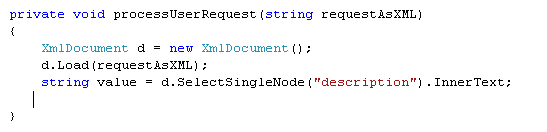 private void processUserRequest(string requestAsXML)
{
    XmlDocument d = new XmlDocument();
    d.Load(requestAsXML);
    string value = d.SelectSingleNode("description").InnerText;
}